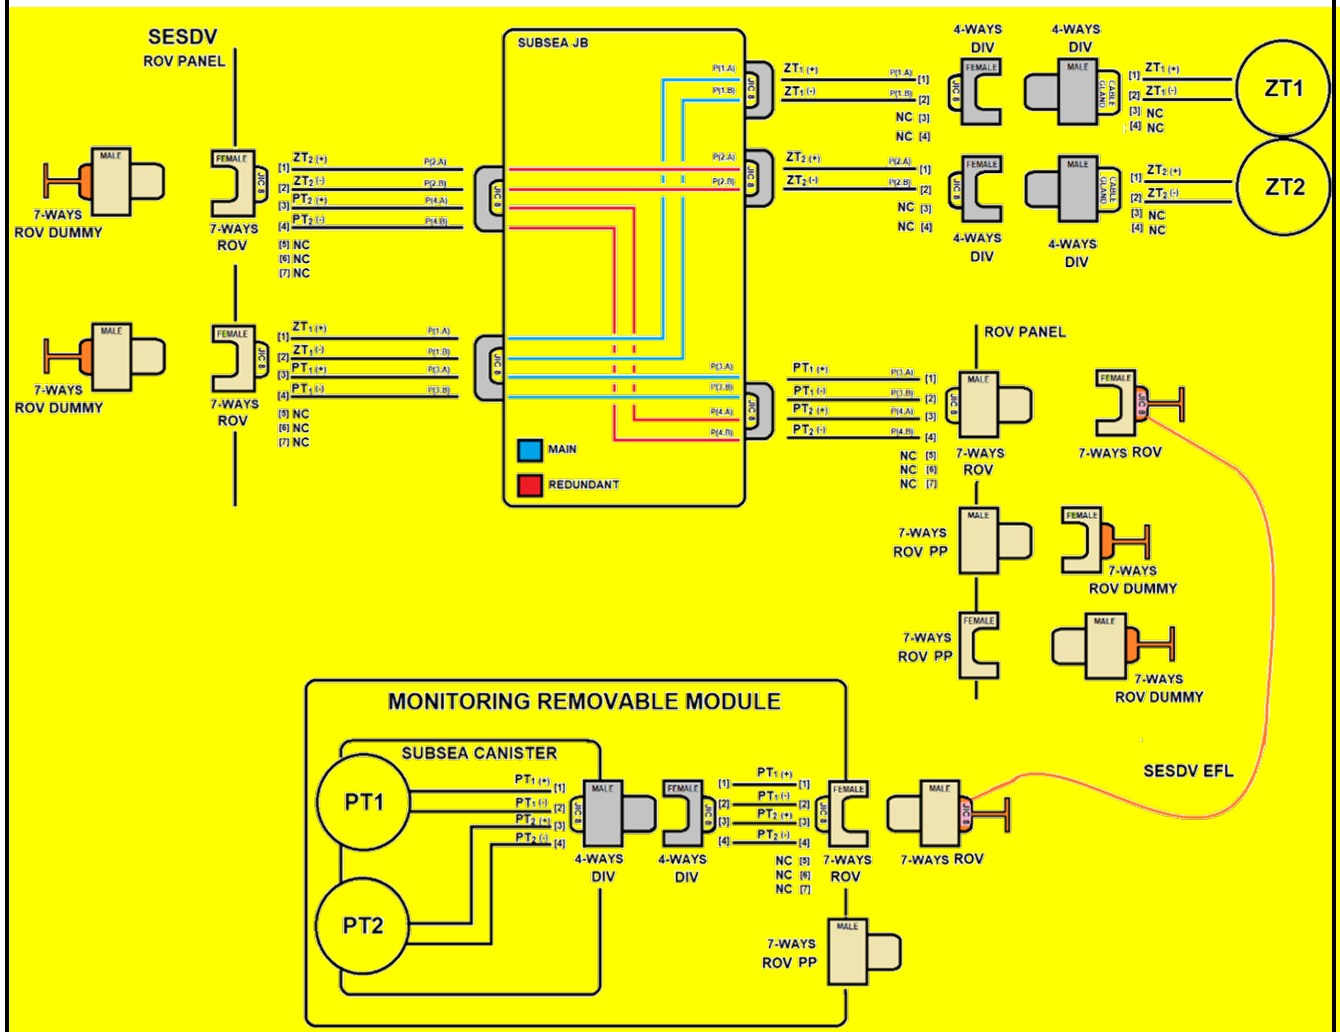 SESDV
ROV PANEL
MALE
7-WAYS
ROV DUMMY
FEMALE
JIC 8
7-WAYS
ROV
[1] ZT2 (+) P(2.A)
[2] ZT2 (-) P(2.B)
[3] PT2 (+) P(4.A)
[4] PT2 (-) P(4.B)
[5] NC
[6] NC
[7] NC
JIC 8
MALE
7-WAYS
ROV DUMMY
FEMALE
JIC 8
7-WAYS
ROV
[1] ZT1 (+) P(1.A)
[2] ZT1 (-) P(1.B)
[3] PT1 (+) P(3.A)
[4] PT1 (-) P(3.B)
[5] NC
[6] NC
[7] NC
JIC 8
SUBSEA JB
P(1.A)
P(1.B)
P(2.A)
P(2.B)
P(3.A)
P(3.B)
P(4.A)
P(4.B)
MAIN
REDUNDANT
JIC 8
ZT1 (+) P(1.A) [1]
ZT1 (-) P(1.B) [2]
NC [3]
NC [4]
4-WAYS
DIV
FEMALE
JIC 8
4-WAYS
DIV
MALE
CABLE
GLAND
[1] ZT1 (+)
[2] ZT1 (-)
[3] NC
[4] NC
ZT1
JIC 8
ZT2 (+) P(2.A) [1]
ZT2 (-) P(2.B) [2]
NC [3]
NC [4]
FEMALE
JIC 8
4-WAYS
DIV
MALE
CABLE
GLAND
4-WAYS
DIV
[1] ZT2 (+)
[2] ZT2 (-)
[3] NC
[4] NC
ZT2
ROV PANEL
JIC 8
PT1 (+) P(3.A) [1]
PT1 (-) P(3.B) [2]
PT2 (+) P(4.A) [3]
PT2 (-) P(4.B) [4]
NC [5]
NC [6]
NC [7]
MALE
JIC 8
7-WAYS
ROV
FEMALE
JIC 8
7-WAYS ROV
7-WAYS
ROV PP
MALE
FEMALE
7-WAYS
ROV DUMMY
7-WAYS
ROV PP
FEMALE
MALE
7-WAYS
ROV DUMMY
SESDV EFL
MONITORING REMOVABLE MODULE
SUBSEA CANISTER
PT1
PT2
PT1 (+) [1]
PT1 (-) [2]
PT2 (+) [3]
PT2 (-) [4]
MALE
JIC 8
4-WAYS
DIV
FEMALE
JIC 8
4-WAYS
DIV
[1] PT1 (+) [1]
[2] PT1 (-) [2]
[3] PT2 (+) [3]
[4] PT2 (-) [4]
NC [5]
NC [6]
NC [7]
FEMALE
JIC 8
7-WAYS
ROV
MALE
JIC 8
7-WAYS ROV
7-WAYS
ROV PP
MALE